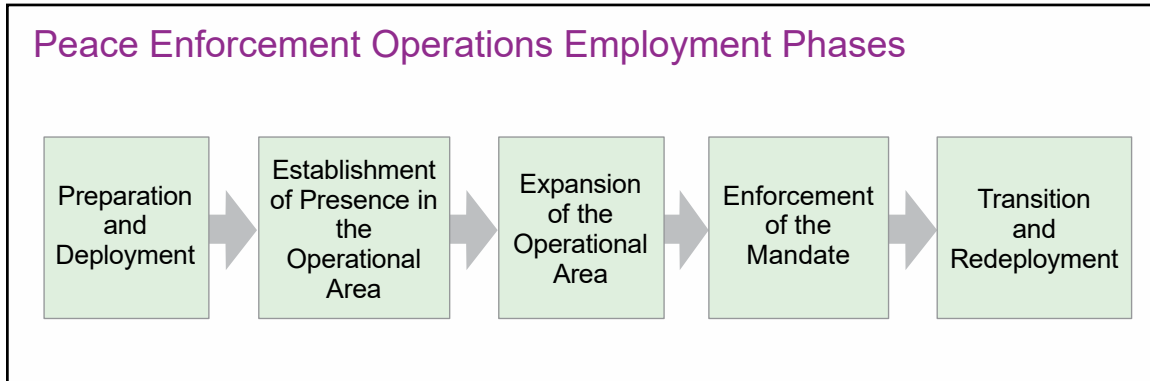 Peace Enforcement Operations Employment Phases
Preparation
and
Deployment
Establishment
of Presence in
the
Operational
Area
Expansion
of the
Operational
Area
Enforcement
of the
Mandate
Transition
and
Redeployment